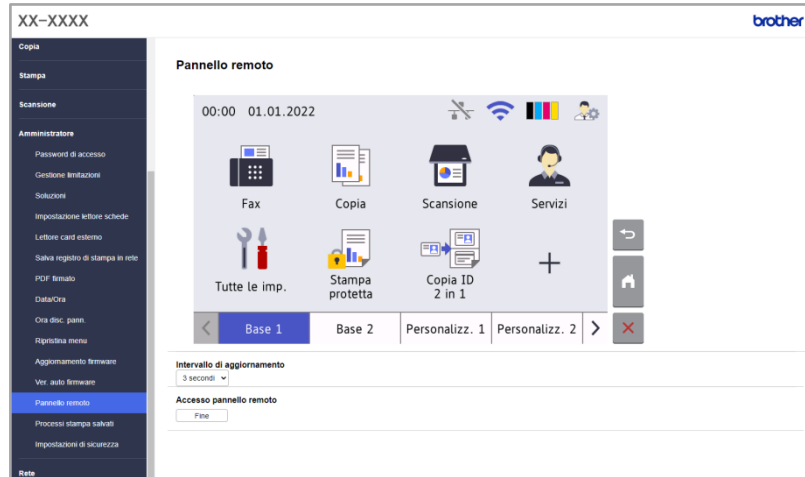 XX-XXXX
brother
Copia
Stampa
Scansione
Amministratore
Password di accesso
Gestione limitazioni
Soluzioni
Impostazione lettore schede
Lettore card esterno
Salva registro di stampa in rete
PDF firmato
Data/Ora
Ora disc. pann.
Ripristina menu
Aggiornamento firmware
Ver. auto firmware
Pannello remoto
Processi stampa salvati
Impostazioni di sicurezza
Rete
Pannello remoto
00:00 01.01.2022
Fax
Copia
Scansione
Servizi
Tutte le imp.
Stampa
protetta
Copia ID
2 in 1
Base 1
Base 2
Personalizz. 1
Personalizz. 2
Intervallo di aggiornamento
3 secondi
Accesso pannello remoto
Fine